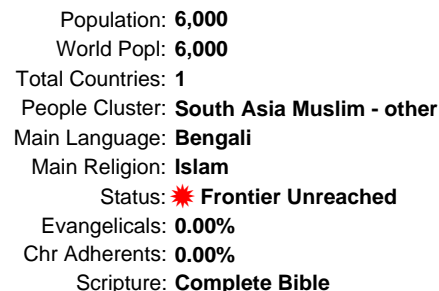 Population: 6,000
World Popl: 6,000
Total Countries: 1
People Cluster: South Asia Muslim - other
Main Language: Bengali
Main Religion: Islam
Status: Frontier Unreached
Evangelicals: 0.00%
Chr Adherents: 0.00%
Scripture: Complete Bible